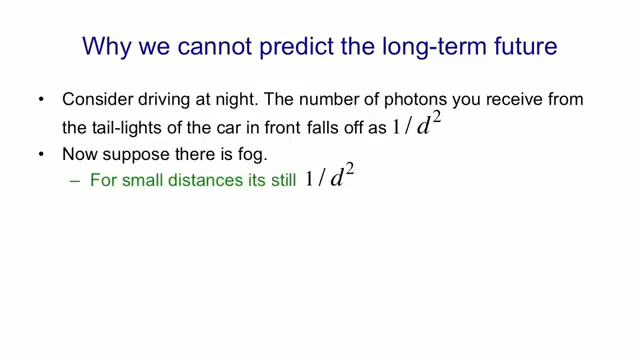 Why we cannot predict the long-term future
• Consider driving at night. The number of photons you receive from
the tail-lights of the car in front falls off as 1/d²
• Now suppose there is fog.
– For small distances its still 1/d²